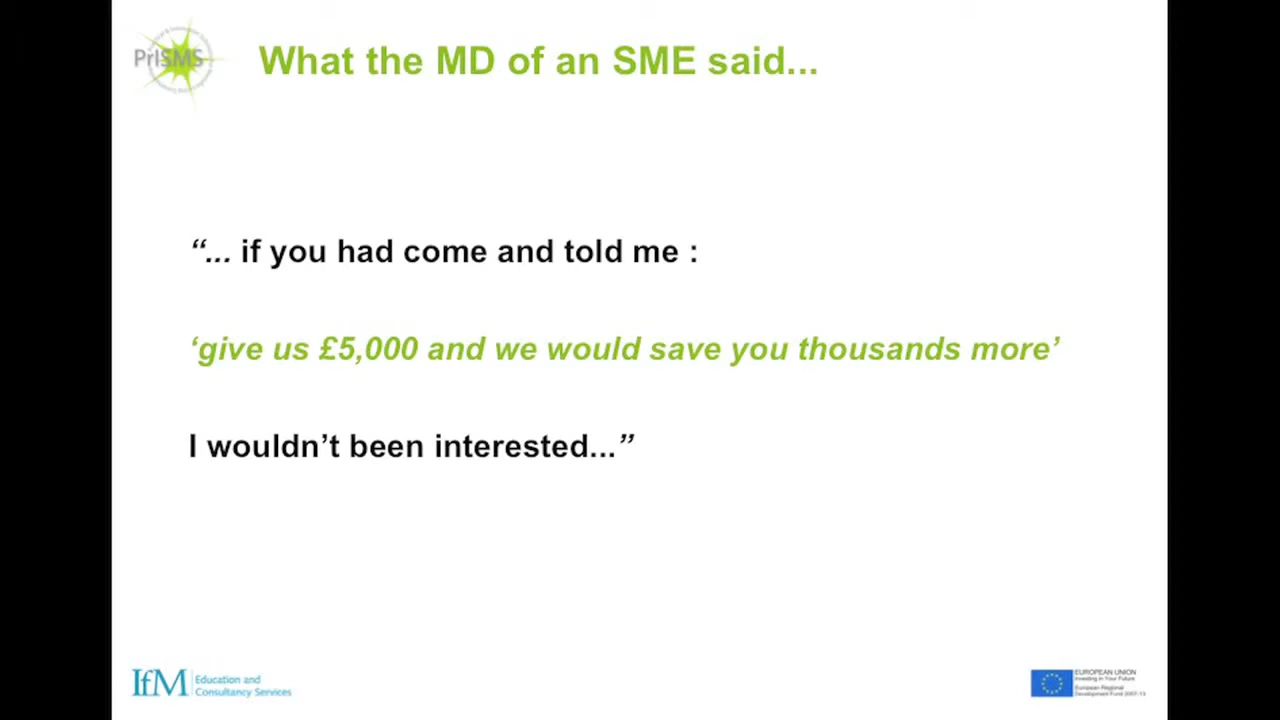 PrISMS
What the MD of an SME said...
“... if you had come and told me :
‘give us £5,000 and we would save you thousands more’
I wouldn’t been interested...”
IfM
Education and
Consultancy Services
EUROPEAN UNION
Investing in Your Future
European Regional
Development Fund 2007-13